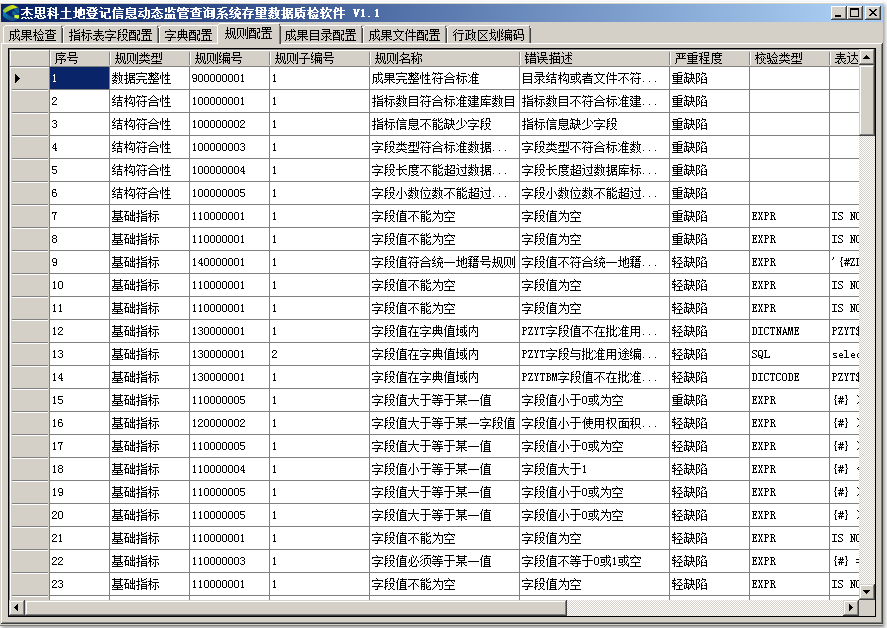 杰思科土地登记信息动态监管查询系统存量数据质检软件 V1.1
成果检查 指标表字段配置 字典配置 规则配置 成果目录配置 成果文件配置 行政区划编码
序号 规则类型 规则编号 规则子编号 规则名称 错误描述 严重程度 校验类型 表达
1 数据完整性 900000001 1 成果完整性符合标准 目录结构或者文件不符... 重缺陷
2 结构符合性 100000001 1 指标数目符合标准建库数目 指标数目不符合标准建... 重缺陷
3 结构符合性 100000002 1 指标信息不能缺少字段 指标信息缺少字段 重缺陷
4 结构符合性 100000003 1 字段类型符合标准数据... 字段类型不符合标准数... 重缺陷
5 结构符合性 100000004 1 字段长度不能超过数据... 字段长度超过数据库标... 重缺陷
6 结构符合性 100000005 1 字段小数位数不能超过... 字段小数位数不能超过... 重缺陷
7 基础指标 110000001 1 字段值不能为空 字段值为空 重缺陷 EXPR IS NO
8 基础指标 110000001 1 字段值不能为空 字段值为空 重缺陷 EXPR IS NO
9 基础指标 140000001 1 字段值符合统一地籍号规则 字段值不符合统一地籍... 轻缺陷 EXPR '{#ZD
10 基础指标 110000001 1 字段值不能为空 字段值为空 轻缺陷 EXPR IS NO
11 基础指标 110000001 1 字段值不能为空 字段值为空 轻缺陷 EXPR IS NO
12 基础指标 130000001 1 字段值在字典值域内 PZYT字段值不在批准用... 轻缺陷 DICTNAME PZYT$
13 基础指标 130000001 2 字段值在字典值域内 PZYT字段与批准用途编... 轻缺陷 SQL selec
14 基础指标 130000001 1 字段值在字典值域内 PZYTBM字段值不在批准... 轻缺陷 DICTCODE PZYT$
15 基础指标 110000005 1 字段值大于等于某一值 字段值小于0或为空 重缺陷 EXPR {#} >
16 基础指标 120000002 1 字段值大于等于某一字段值 字段值小于使用权面积... 轻缺陷 EXPR {#} >
17 基础指标 110000005 1 字段值大于等于某一值 字段值小于0或为空 轻缺陷 EXPR {#} >
18 基础指标 110000004 1 字段值小于等于某一值 字段值大于1 轻缺陷 EXPR {#} <
19 基础指标 110000005 1 字段值大于等于某一值 字段值小于0或为空 轻缺陷 EXPR {#} >
20 基础指标 110000005 1 字段值大于等于某一值 字段值小于0或为空 轻缺陷 EXPR {#} >
21 基础指标 110000001 1 字段值不能为空 字段值为空 轻缺陷 EXPR IS NO
22 基础指标 110000003 1 字段值必须等于某一值 字段值不等于0或1或空 轻缺陷 EXPR {#} =
23 基础指标 110000001 1 字段值不能为空 字段值为空 轻缺陷 EXPR IS NO